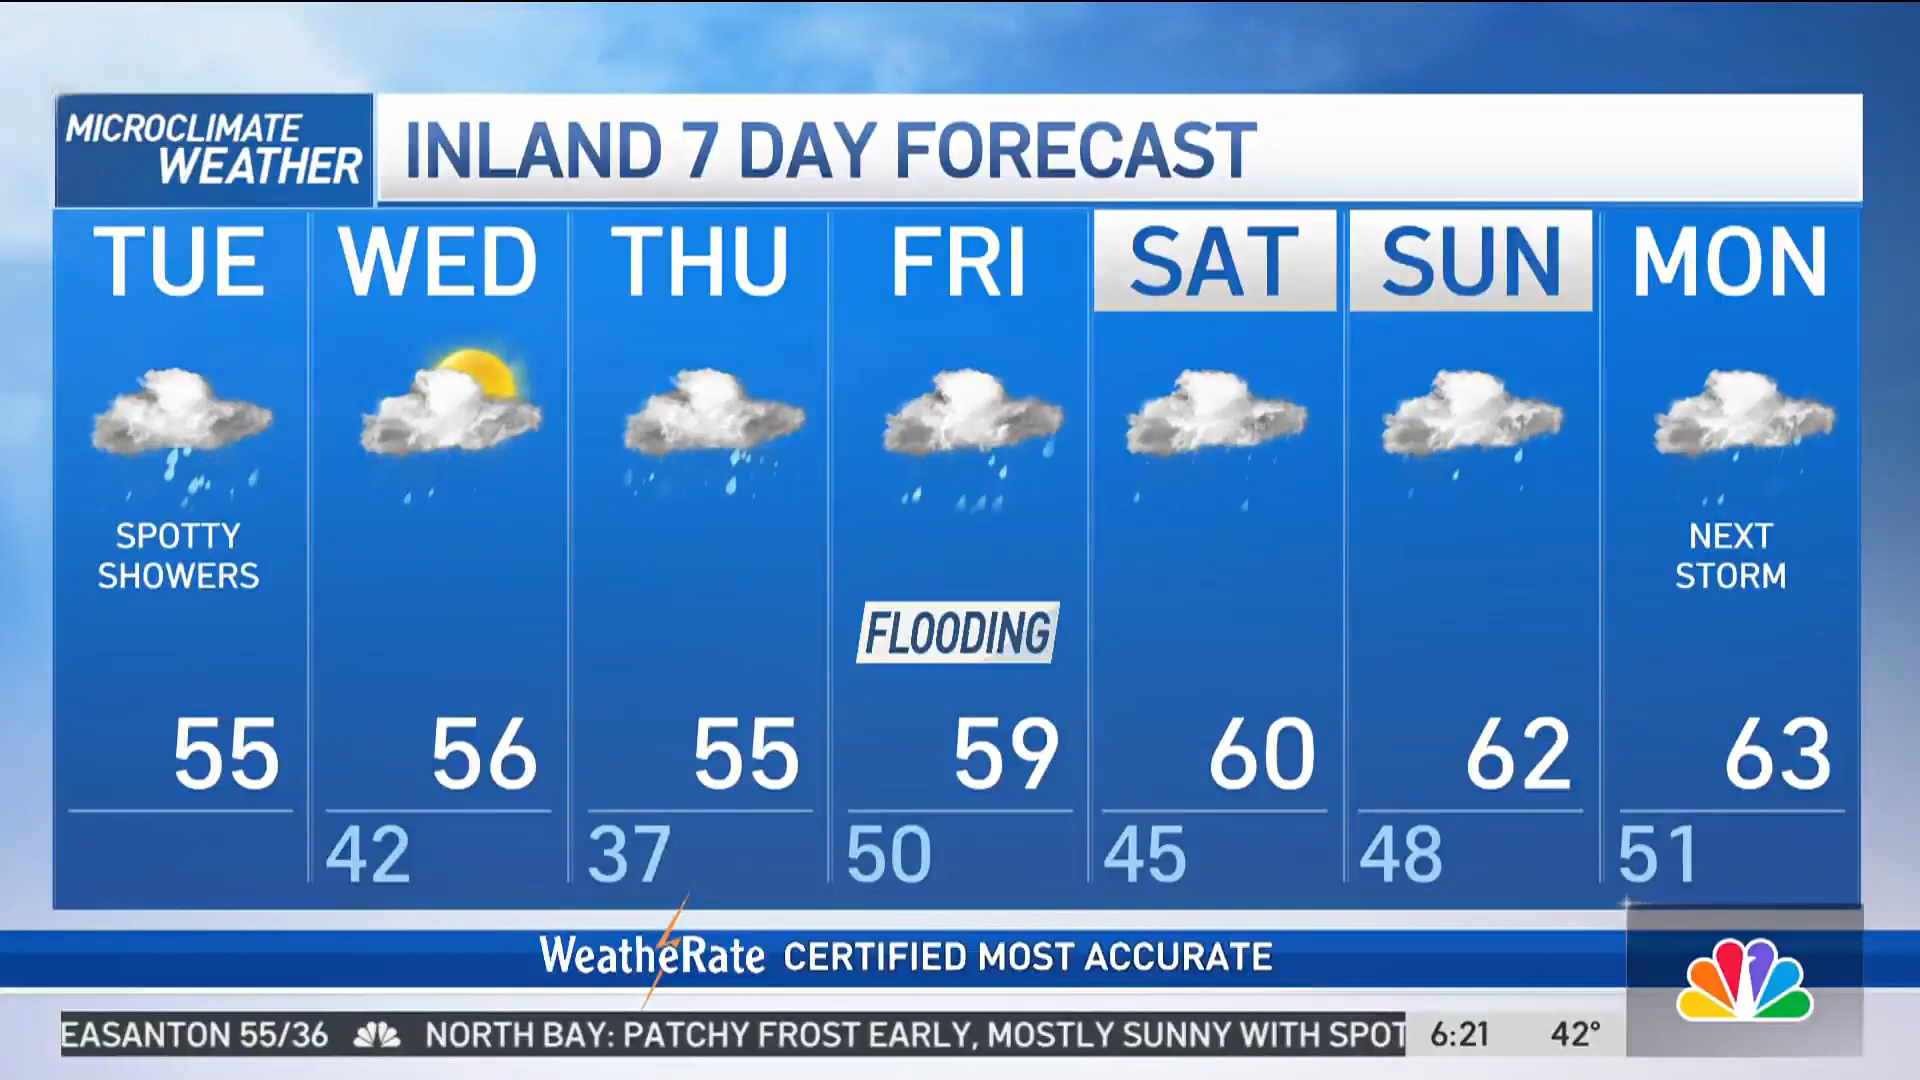 MICROCLIMATE
WEATHER
INLAND 7 DAY FORECAST
TUE WED THU FRI SAT SUN MON
SPOTTY
SHOWERS
NEXT
STORM
FLOODING
55 56 55 59 60 62 63
42 37 50 45 48 51
WeatheRate CERTIFIED MOST ACCURATE
EASANTON 55/36 NORTH BAY: PATCHY FROST EARLY, MOSTLY SUNNY WITH SPOT 6:21 42°